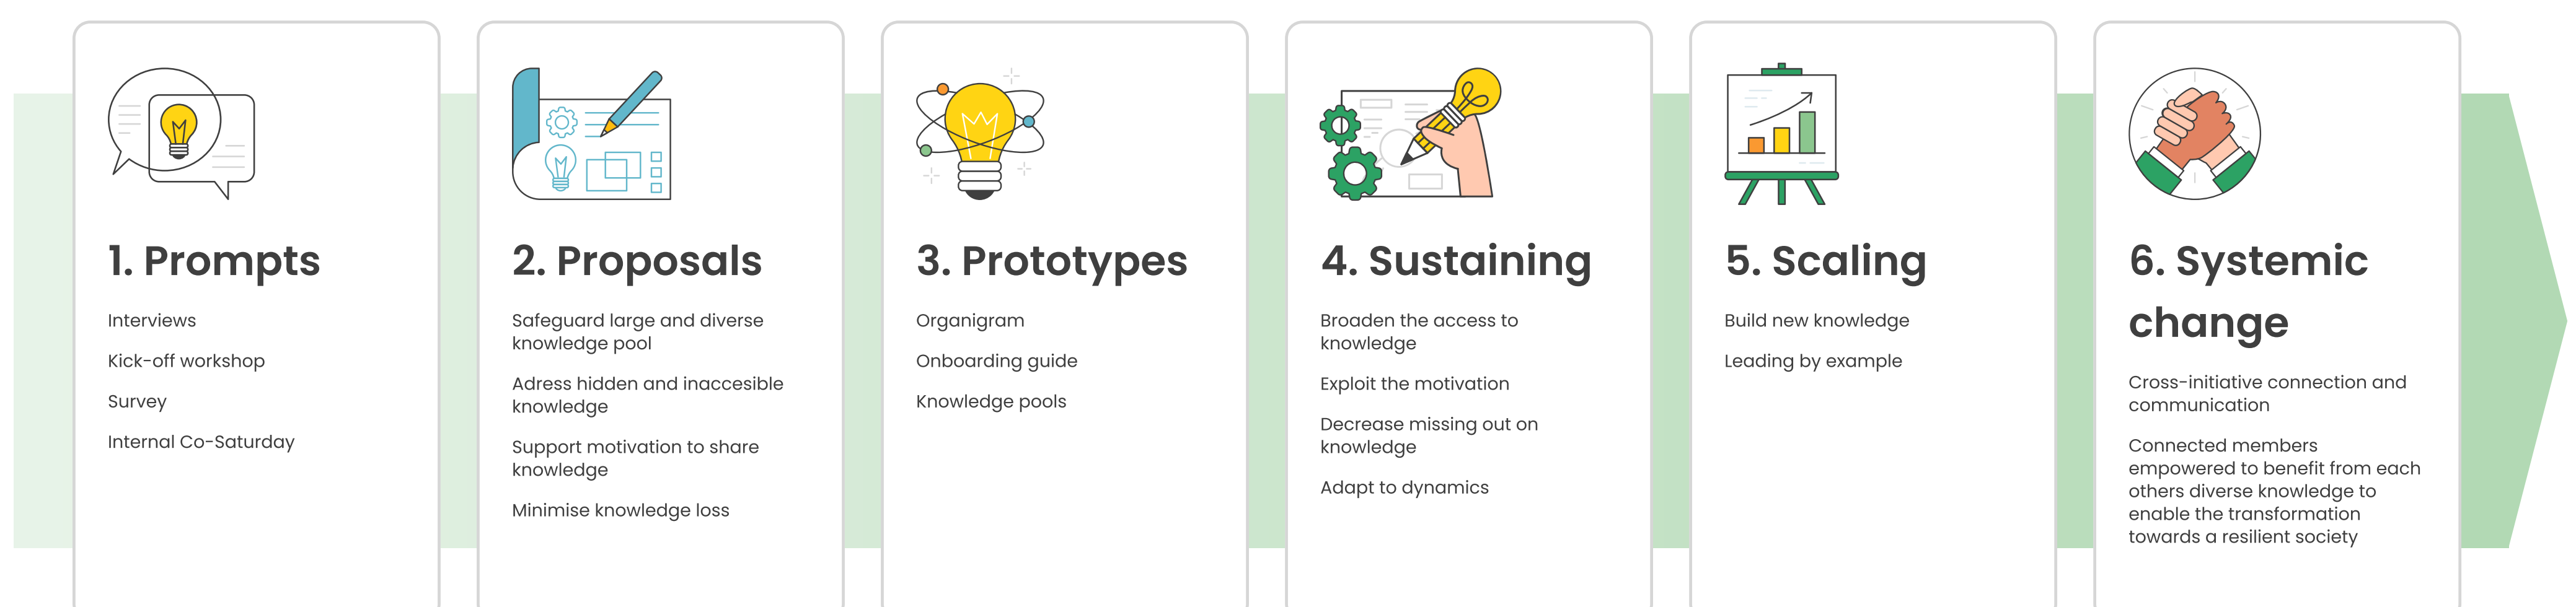 1. Prompts
Interviews
Kick-off workshop
Survey
Internal Co-Saturday
2. Proposals
Safeguard large and diverse
knowledge pool
Adress hidden and inaccesible
knowledge
Support motivation to share
knowledge
Minimise knowledge loss
3. Prototypes
Organigram
Onboarding guide
Knowledge pools
4. Sustaining
Broaden the access to
knowledge
Exploit the motivation
Decrease missing out on
knowledge
Adapt to dynamics
5. Scaling
Build new knowledge
Leading by example
6. Systemic
change
Cross-initiative connection and
communication
Connected members
empowered to benefit from each
others diverse knowledge to
enable the transformation
towards a resilient society